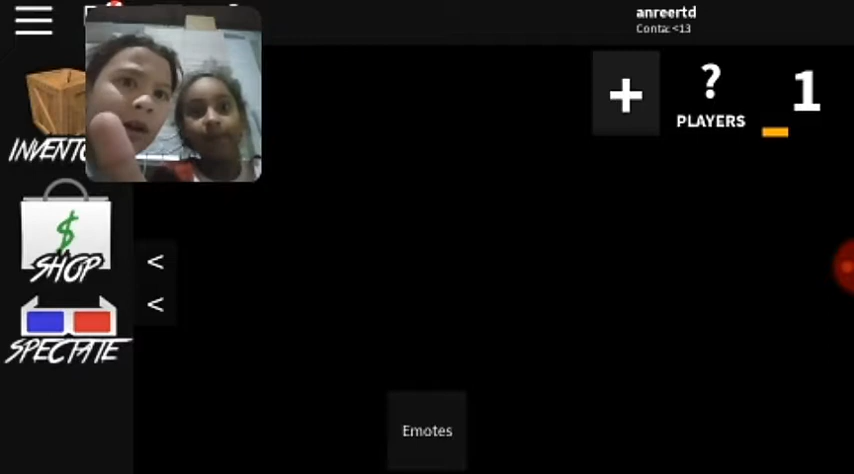 anreertd
Conta: <13
?
PLAYERS
1
+
INVENTO
$
SHOP
<
<
SPECTATE
Emotes